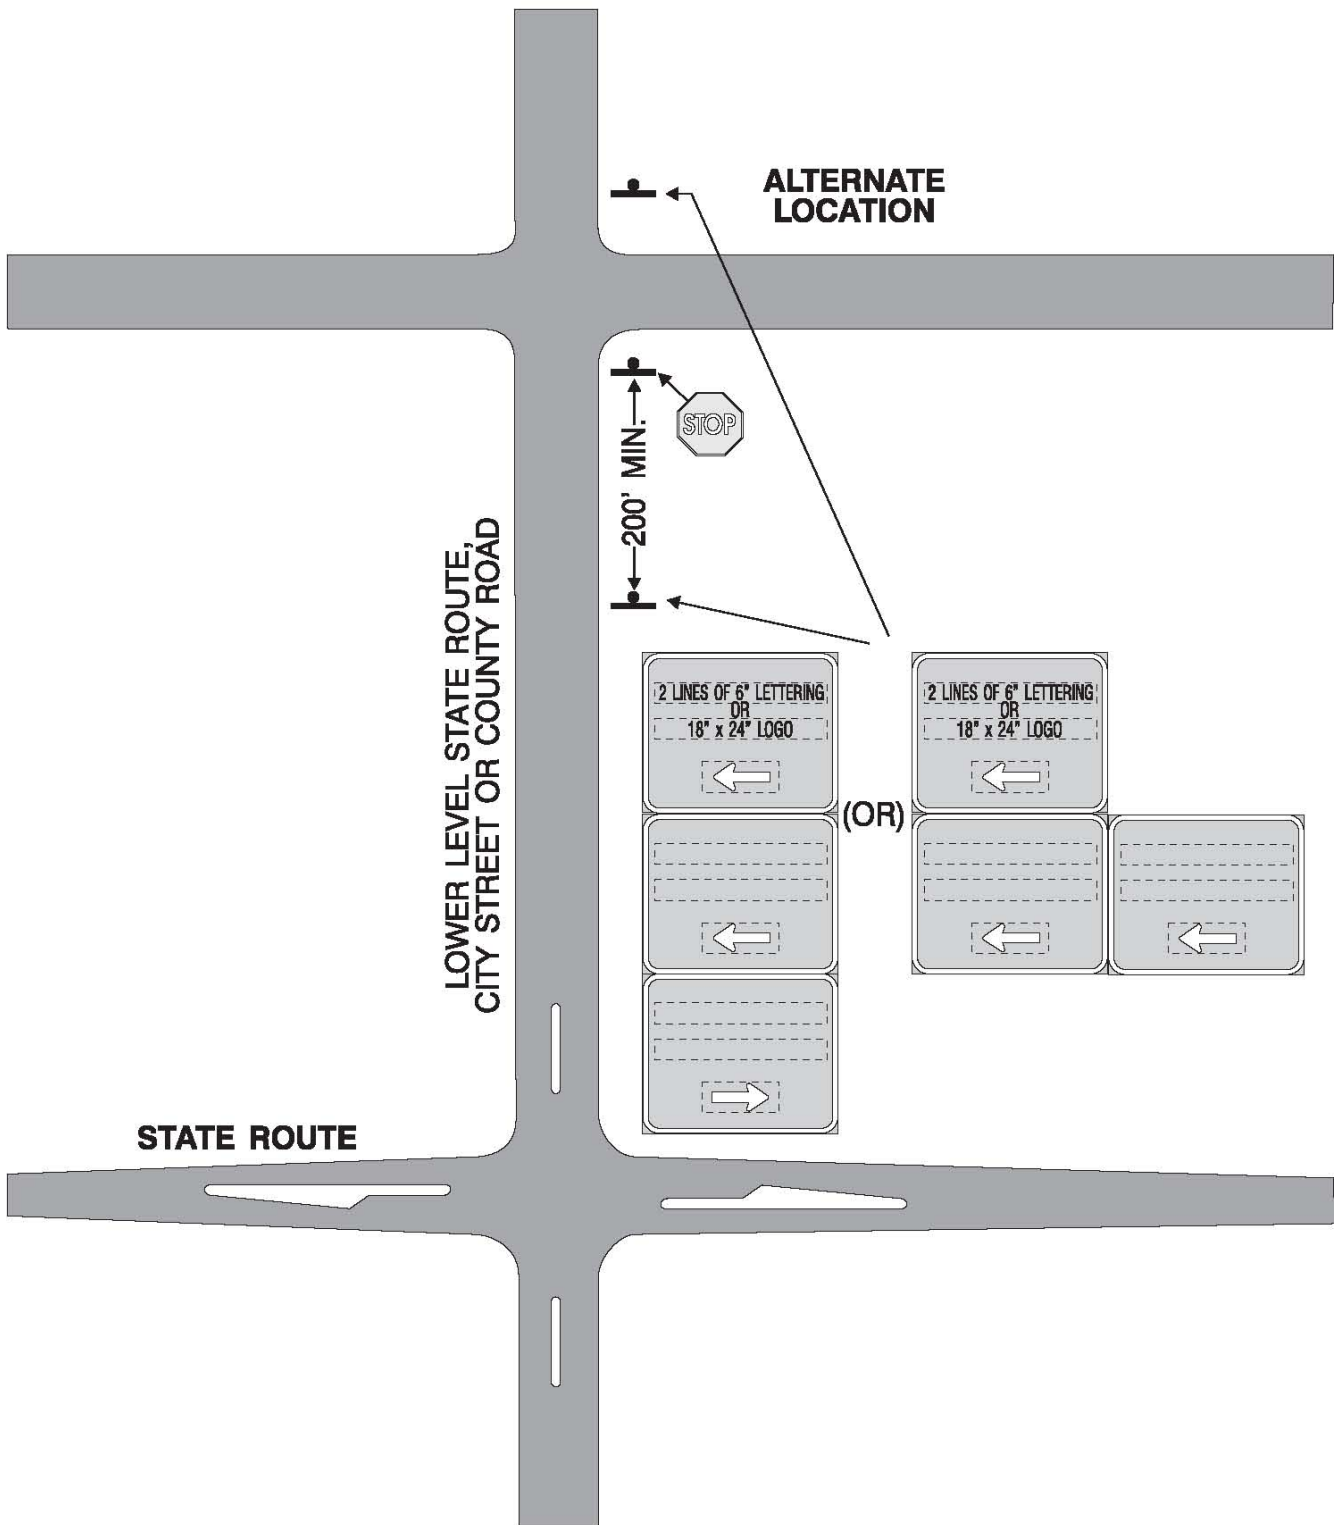 ALTERNATE
LOCATION
STOP
200' MIN.
LOWER LEVEL STATE ROUTE,
CITY STREET OR COUNTY ROAD
2 LINES OF 6" LETTERING
OR
18" x 24" LOGO
(OR)
2 LINES OF 6" LETTERING
OR
18" x 24" LOGO
STATE ROUTE